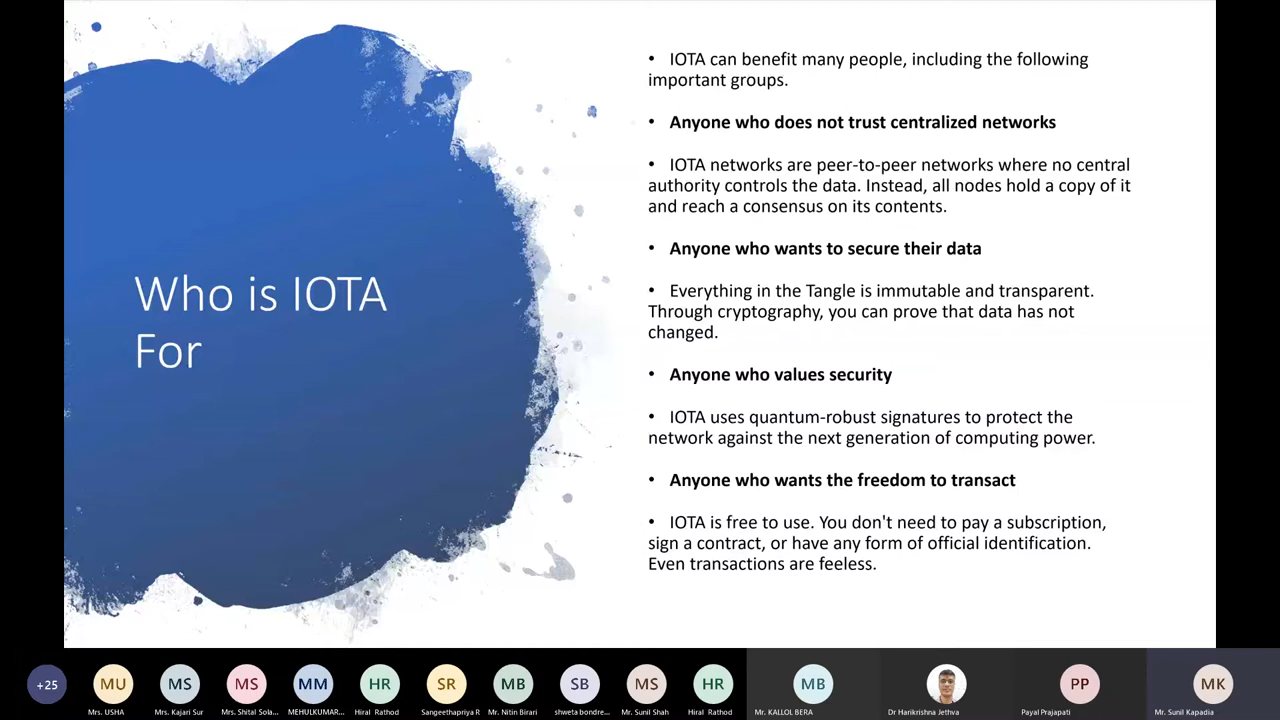 Who is IOTA
For
• IOTA can benefit many people, including the following
important groups.
• Anyone who does not trust centralized networks
• IOTA networks are peer-to-peer networks where no central
authority controls the data. Instead, all nodes hold a copy of it
and reach a consensus on its contents.
• Anyone who wants to secure their data
• Everything in the Tangle is immutable and transparent.
Through cryptography, you can prove that data has not
changed.
• Anyone who values security
• IOTA uses quantum-robust signatures to protect the
network against the next generation of computing power.
• Anyone who wants the freedom to transact
• IOTA is free to use. You don't need to pay a subscription,
sign a contract, or have any form of official identification.
Even transactions are feeless.
+25
MU
MS
MS
MM
HR
SR
MB
SB
MS
HR
MB
PP
MK
Mrs. USHA
Mrs. Kajari Sur
Mrs. Shital Sola...
MEHULKUMAR...
Hiral Rathod
Sangeethapriya R
Mr. Nitin Birari
shweta bondre...
Mr. Sunil Shah
Hiral Rathod
Mr. KALLOL BERA
Dr Harikrishna Jethva
Payal Prajapati
Mr. Sunil Kapadia